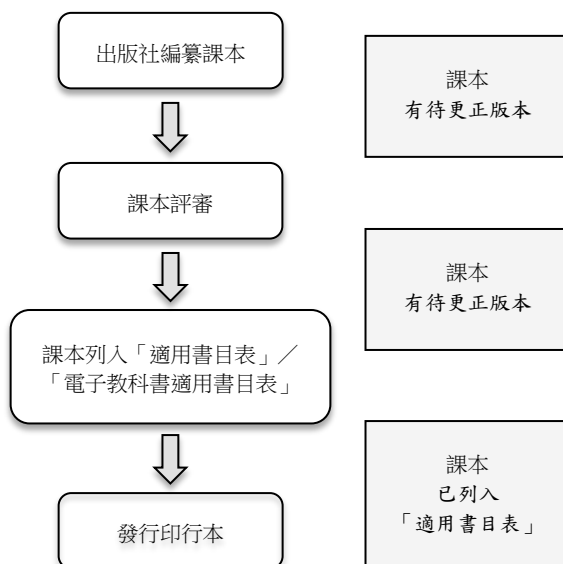 出版社編纂課本
課本評審
課本列入「適用書目表」／
「電子教科書適用書目表」
發行印行本
課本
有待更正版本
課本
有待更正版本
課本
已列入
「適用書目表」